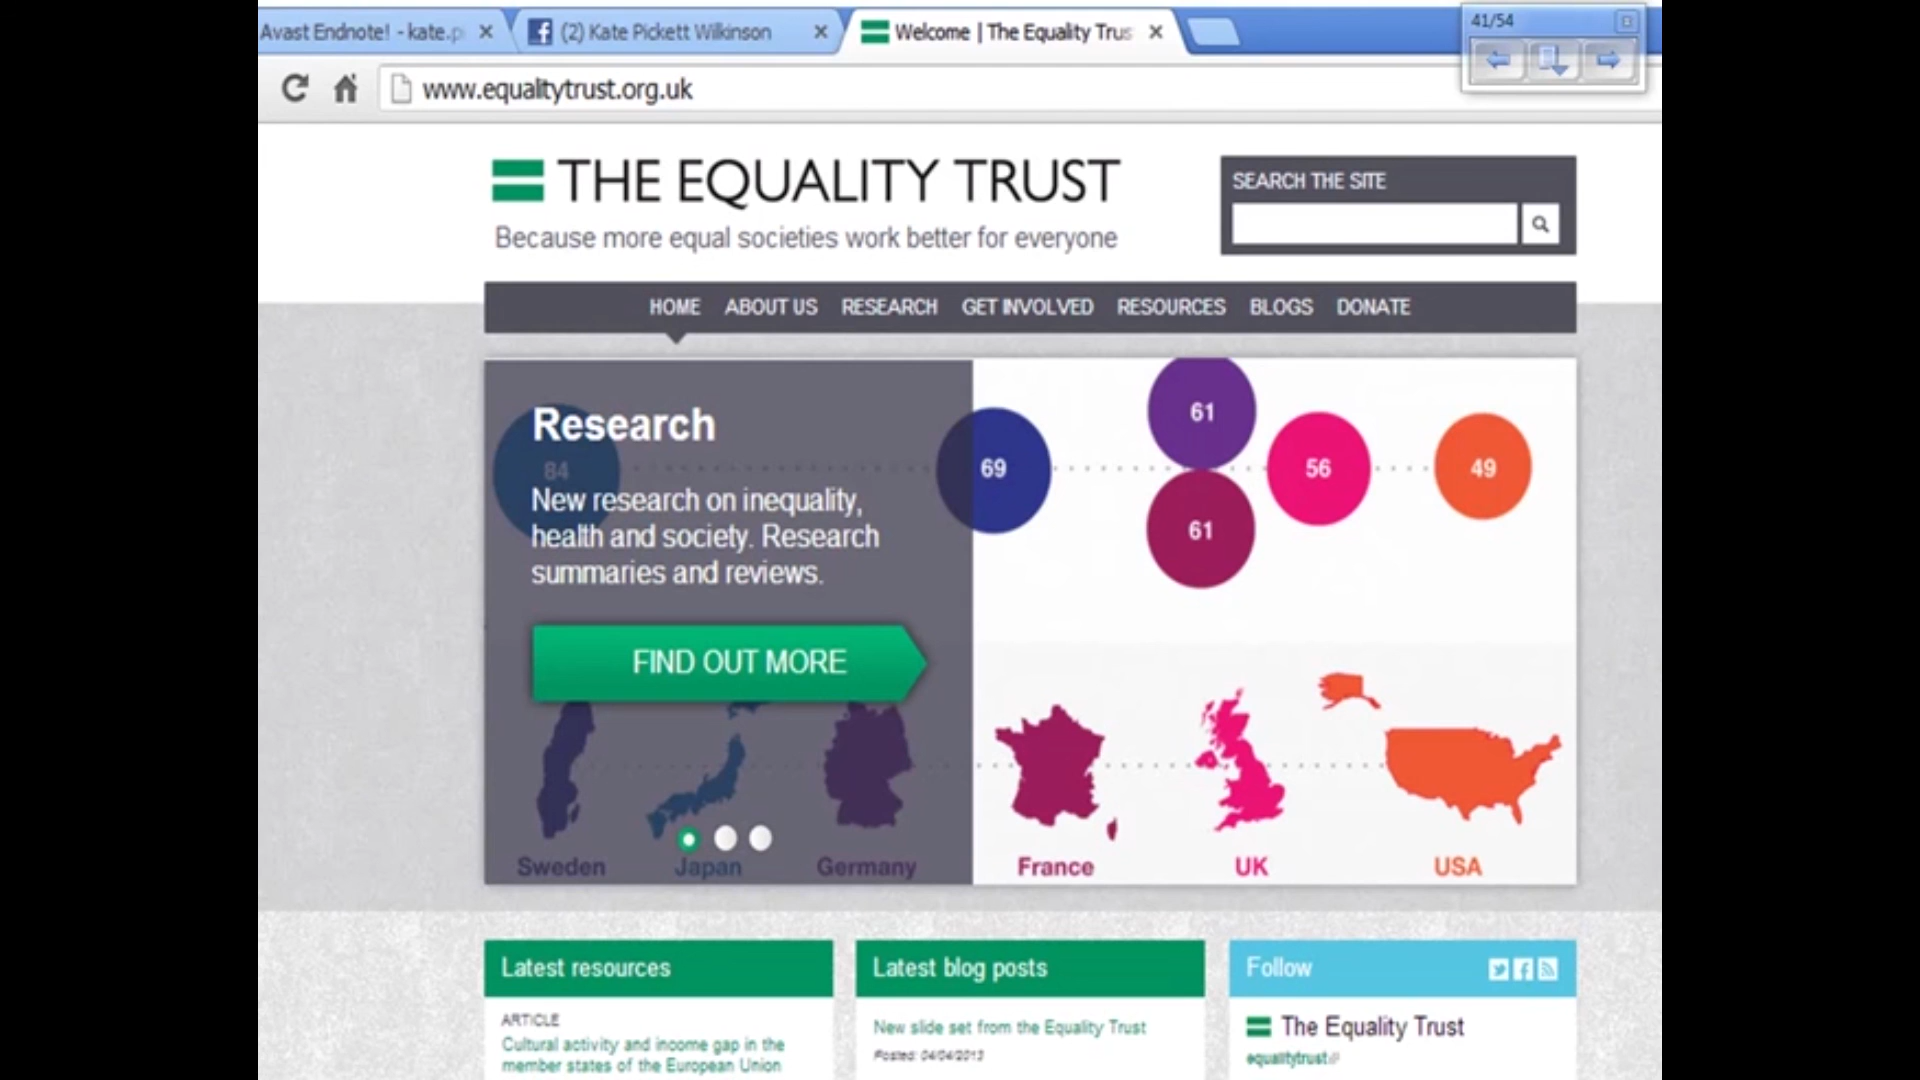 Avast Endnote! - kate.p
(2) Kate Pickett Wilkinson
Welcome | The Equality Trus
41/54
www.equalitytrust.org.uk
THE EQUALITY TRUST
Because more equal societies work better for everyone
SEARCH THE SITE
HOME ABOUT US RESEARCH GET INVOLVED RESOURCES BLOGS DONATE
Research
84
69
61
56
49
61
New research on inequality,
health and society. Research
summaries and reviews.
FIND OUT MORE
Sweden Japan Germany France UK USA
Latest resources
ARTICLE
Cultural activity and income gap in the
member states of the European Union
Latest blog posts
New slide set from the Equality Trust
Posted: 04/04/2013
Follow
The Equality Trust
equalitytrust